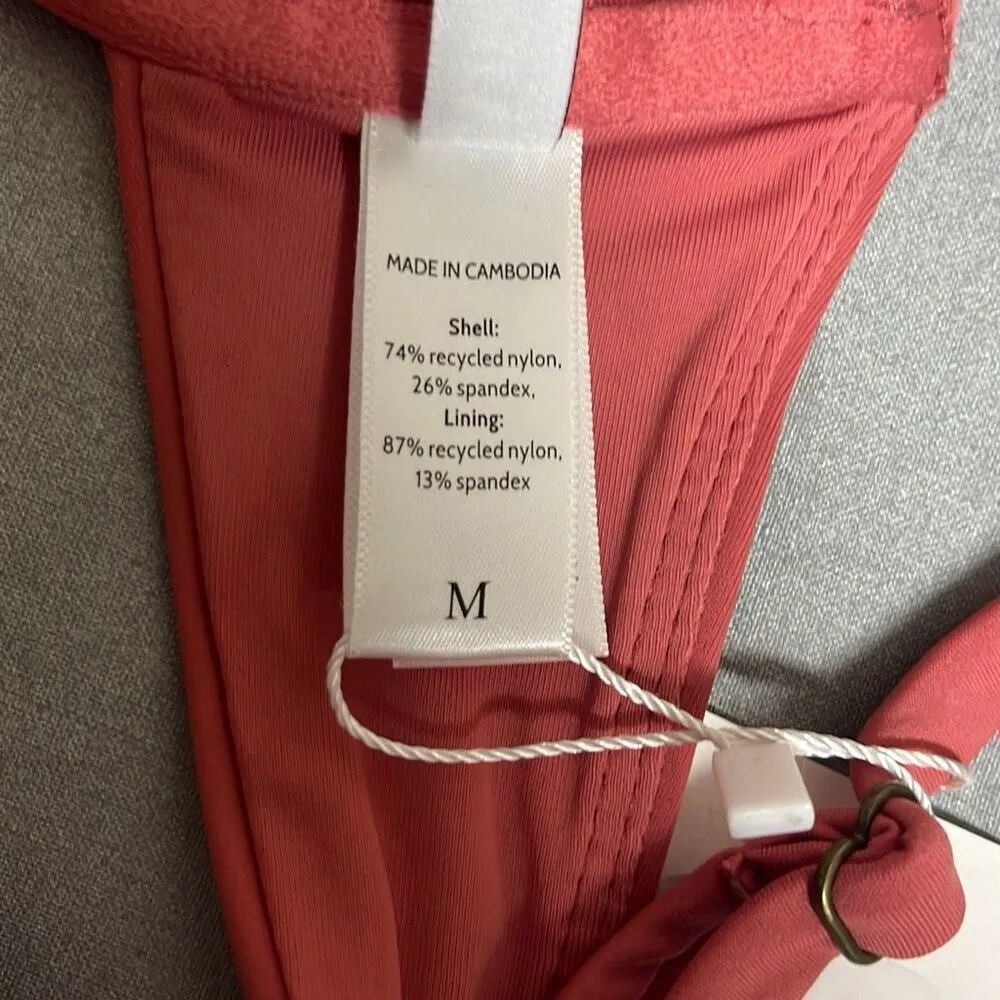 MADE IN CAMBODIA
Shell:
74% recycled nylon,
26% spandex,
Lining:
87% recycled nylon,
13% spandex
M